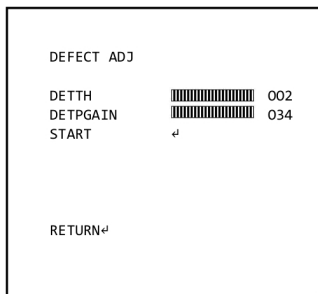 DEFECT ADJ
DETTH 002
DETPGAIN 034
START ↵
RETURN↵